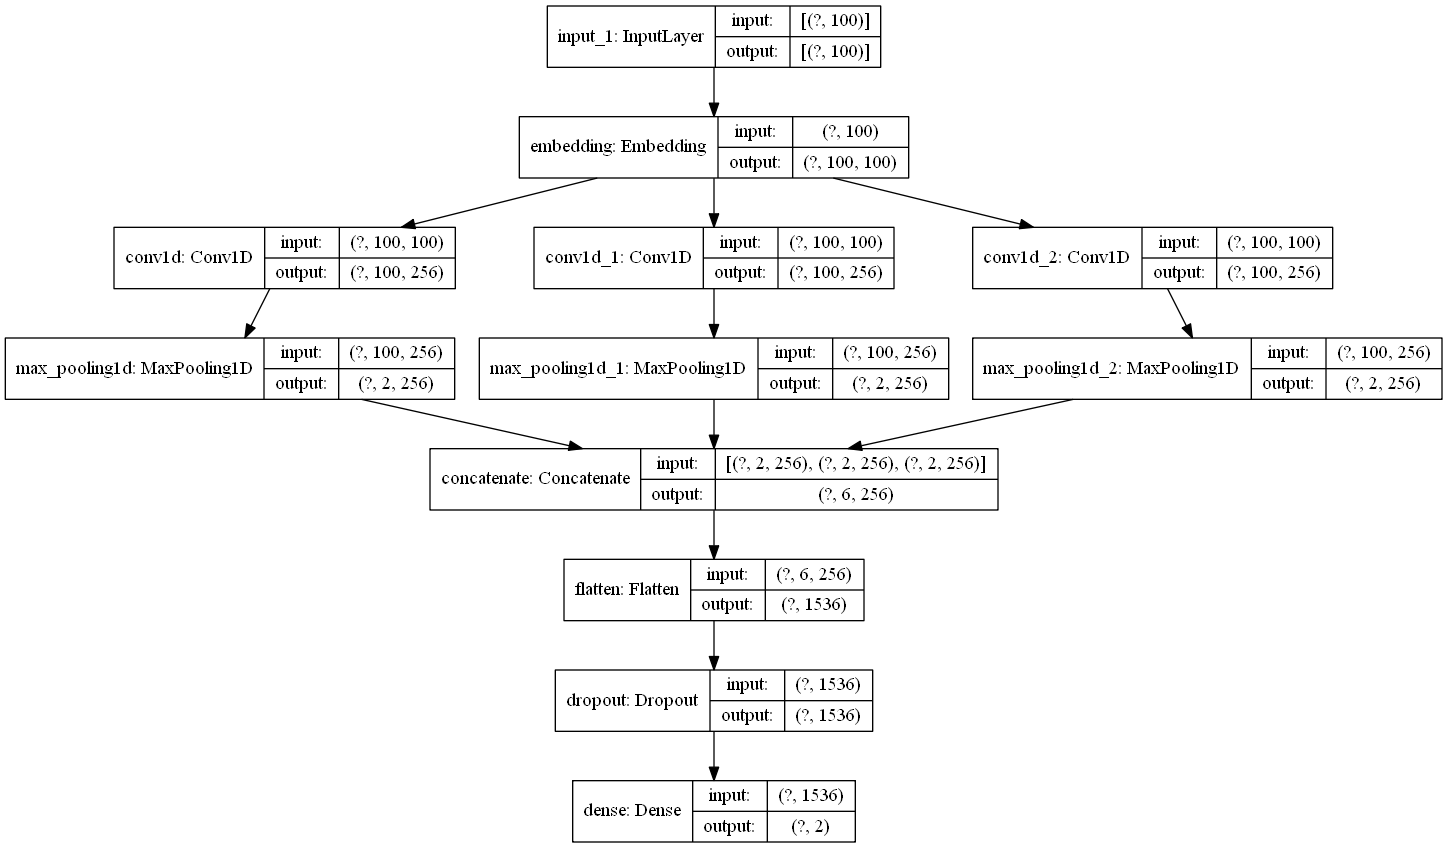 input_1: InputLayer
input: [(?, 100)]
output: [(?, 100)]
embedding: Embedding
input: (?, 100)
output: (?, 100, 100)
conv1d: Conv1D
input: (?, 100, 100)
output: (?, 100, 256)
conv1d_1: Conv1D
input: (?, 100, 100)
output: (?, 100, 256)
conv1d_2: Conv1D
input: (?, 100, 100)
output: (?, 100, 256)
max_pooling1d: MaxPooling1D
input: (?, 100, 256)
output: (?, 2, 256)
max_pooling1d_1: MaxPooling1D
input: (?, 100, 256)
output: (?, 2, 256)
max_pooling1d_2: MaxPooling1D
input: (?, 100, 256)
output: (?, 2, 256)
concatenate: Concatenate
input: [(?, 2, 256), (?, 2, 256), (?, 2, 256)]
output: (?, 6, 256)
flatten: Flatten
input: (?, 6, 256)
output: (?, 1536)
dropout: Dropout
input: (?, 1536)
output: (?, 1536)
dense: Dense
input: (?, 1536)
output: (?, 2)